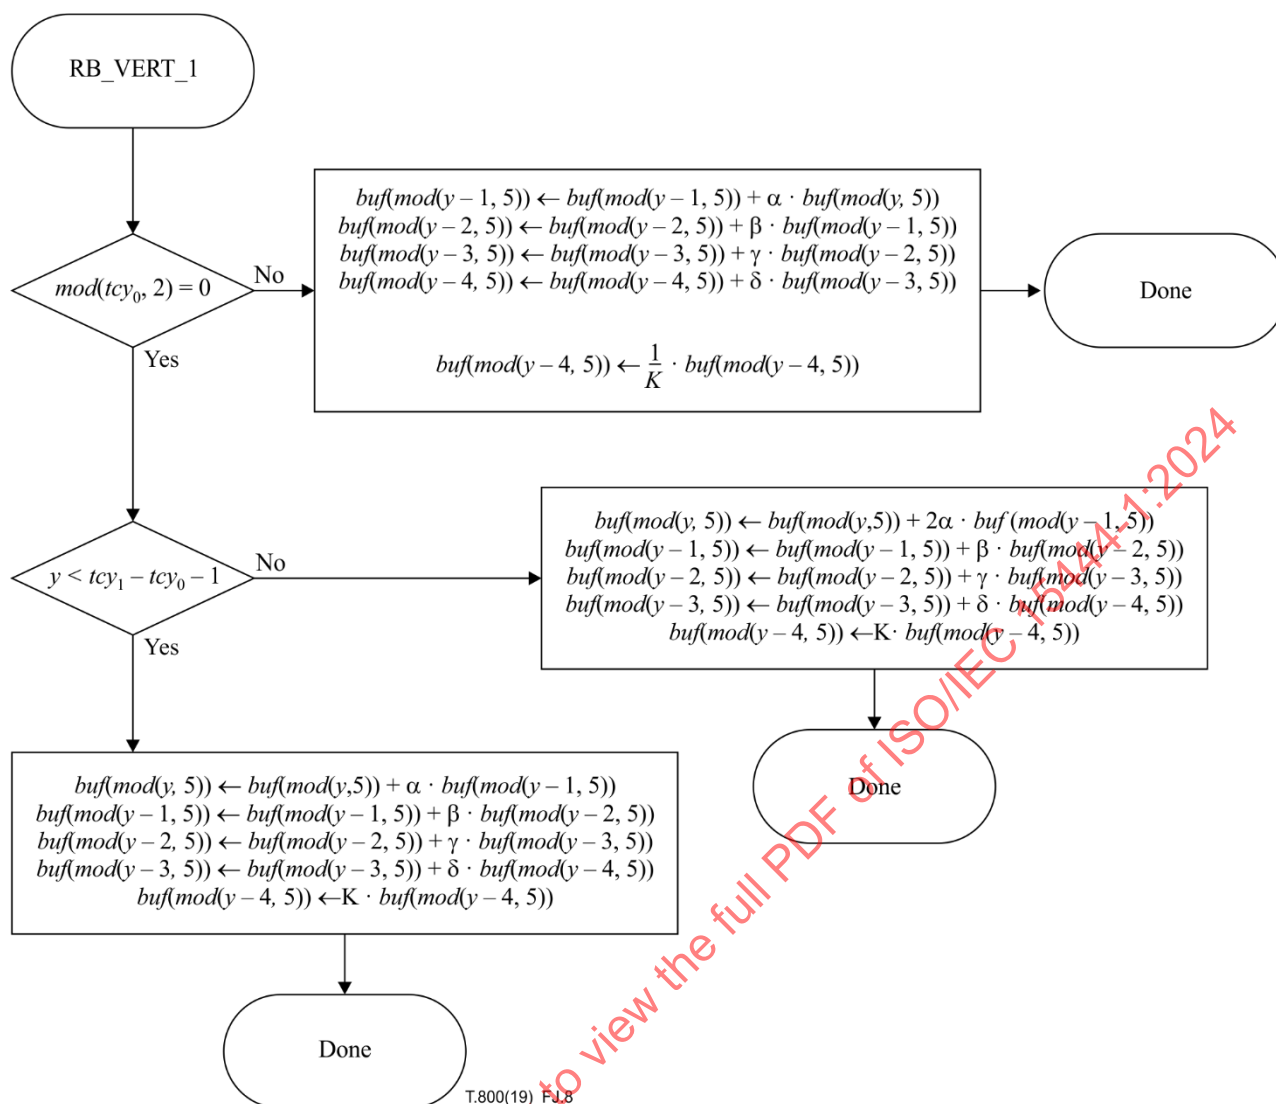 RB_VERT_1
mod(tcy₀, 2) = 0
No
Yes
buf(mod(y – 1, 5)) ← buf(mod(y – 1, 5)) + α · buf(mod(y, 5))
buf(mod(y – 2, 5)) ← buf(mod(y – 2, 5)) + β · buf(mod(y – 1, 5))
buf(mod(y – 3, 5)) ← buf(mod(y – 3, 5)) + γ · buf(mod(y – 2, 5))
buf(mod(y – 4, 5)) ← buf(mod(y – 4, 5)) + δ · buf(mod(y – 3, 5))
buf(mod(y – 4, 5)) ← 1/K · buf(mod(y – 4, 5))
Done
y < tcy₁ – tcy₀ – 1
No
Yes
buf(mod(y, 5)) ← buf(mod(y,5)) + 2α · buf (mod(y – 1, 5))
buf(mod(y – 1, 5)) ← buf(mod(y – 1, 5)) + β · buf(mod(y – 2, 5))
buf(mod(y – 2, 5)) ← buf(mod(y – 2, 5)) + γ · buf(mod(y – 3, 5))
buf(mod(y – 3, 5)) ← buf(mod(y – 3, 5)) + δ · buf(mod(y – 4, 5))
buf(mod(y – 4, 5)) ←K· buf(mod(y – 4, 5))
Done
buf(mod(y, 5)) ← buf(mod(y,5)) + α · buf(mod(y – 1, 5))
buf(mod(y – 1, 5)) ← buf(mod(y – 1, 5)) + β · buf(mod(y – 2, 5))
buf(mod(y – 2, 5)) ← buf(mod(y – 2, 5)) + γ · buf(mod(y – 3, 5))
buf(mod(y – 3, 5)) ← buf(mod(y – 3, 5)) + δ · buf(mod(y – 4, 5))
buf(mod(y – 4, 5)) ←K · buf(mod(y – 4, 5))
Done
T.800(19)_FJ.8
to view the full PDF of ISO/IEC 15444-1:2024